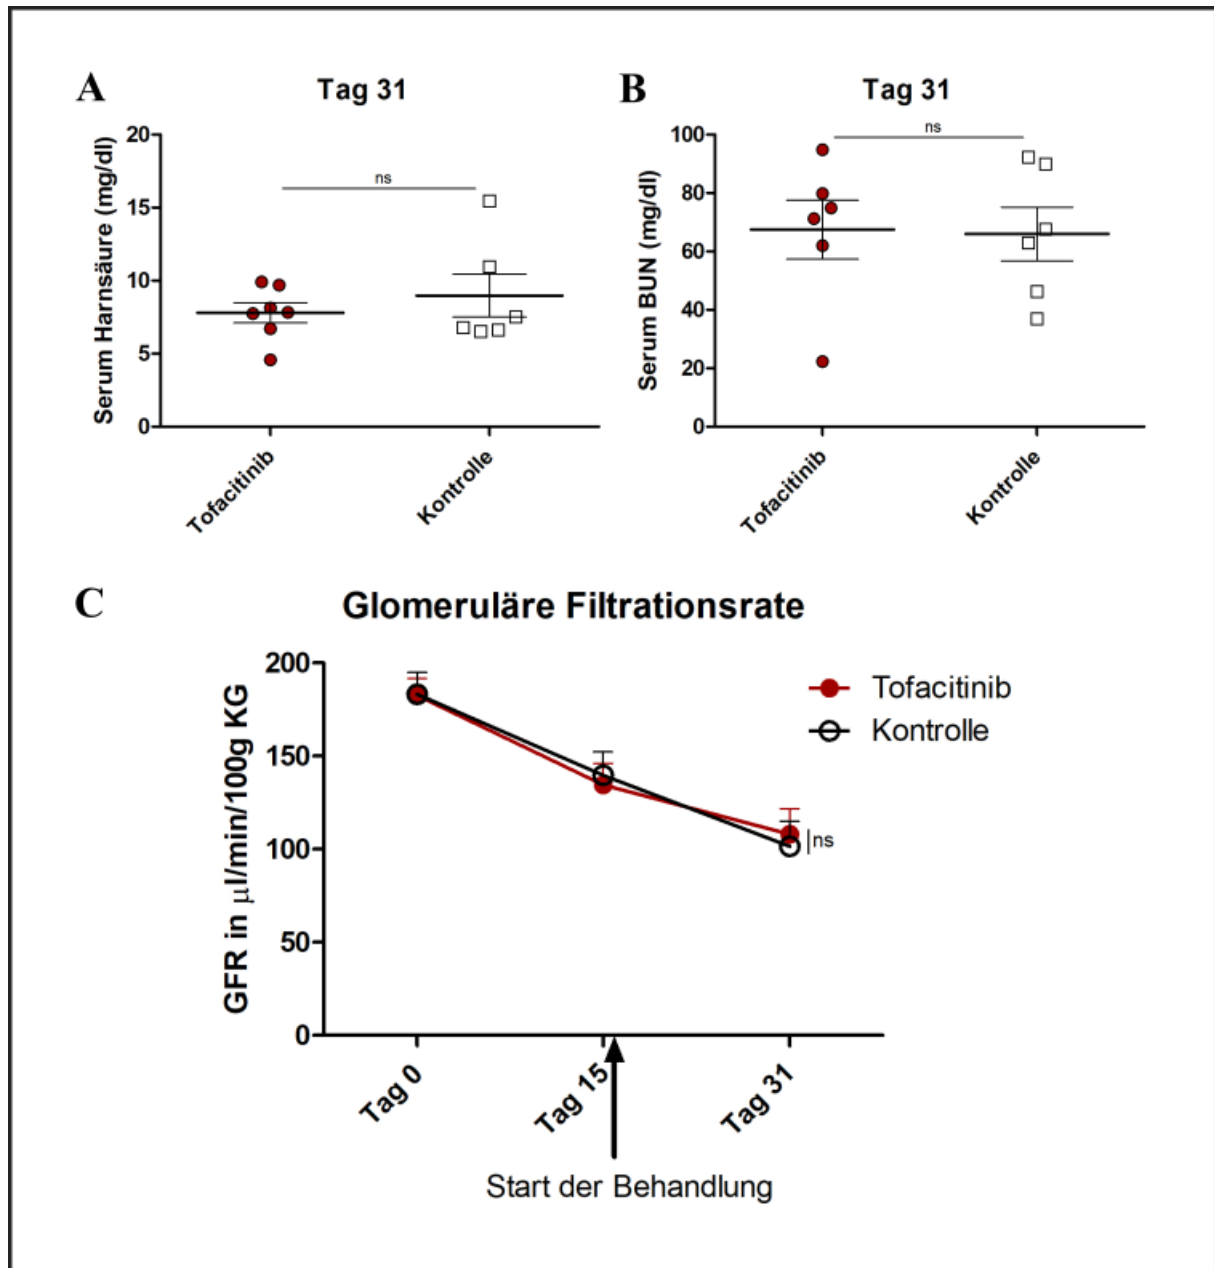 A
Tag 31
Serum Harnsäure (mg/dl)
20
15
10
5
0
ns
Tofacitinib
Kontrolle
B
Tag 31
Serum BUN (mg/dl)
100
80
60
40
20
0
ns
Tofacitinib
Kontrolle
C
Glomeruläre Filtrationsrate
GFR in µl/min/100g KG
200
150
100
50
0
Tofacitinib
Kontrolle
ns
Tag 0
Tag 15
Tag 31
Start der Behandlung